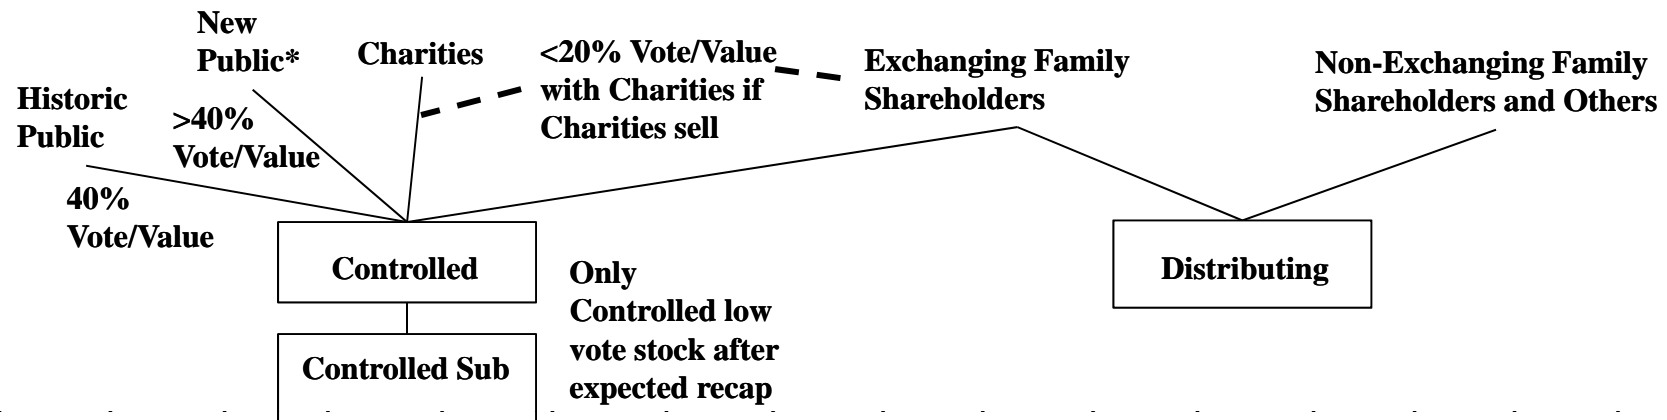 New
Public*
Charities
<20% Vote/Value
with Charities if
Charities sell
Exchanging Family
Shareholders
Non-Exchanging Family
Shareholders and Others
Historic
Public
>40%
Vote/Value
40%
Vote/Value
Controlled
Distributing
Only
Controlled low
vote stock after
expected recap
Controlled Sub